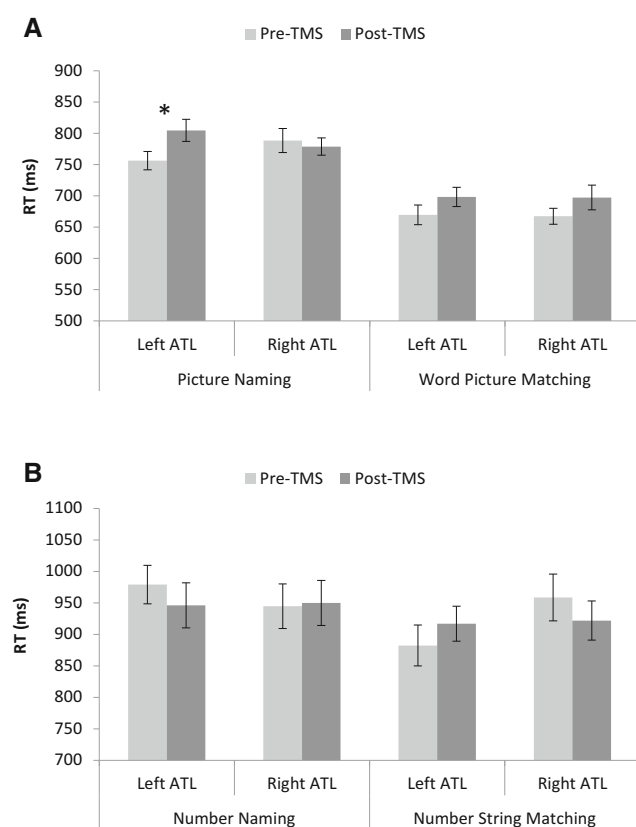 A
Pre-TMS Post-TMS
900
850
*
800
750
700
650
600
550
500
RT (ms)
Left ATL Right ATL Left ATL Right ATL
Picture Naming Word Picture Matching
B
Pre-TMS Post-TMS
1100
1050
1000
950
900
850
800
750
700
RT (ms)
Left ATL Right ATL Left ATL Right ATL
Number Naming Number String Matching